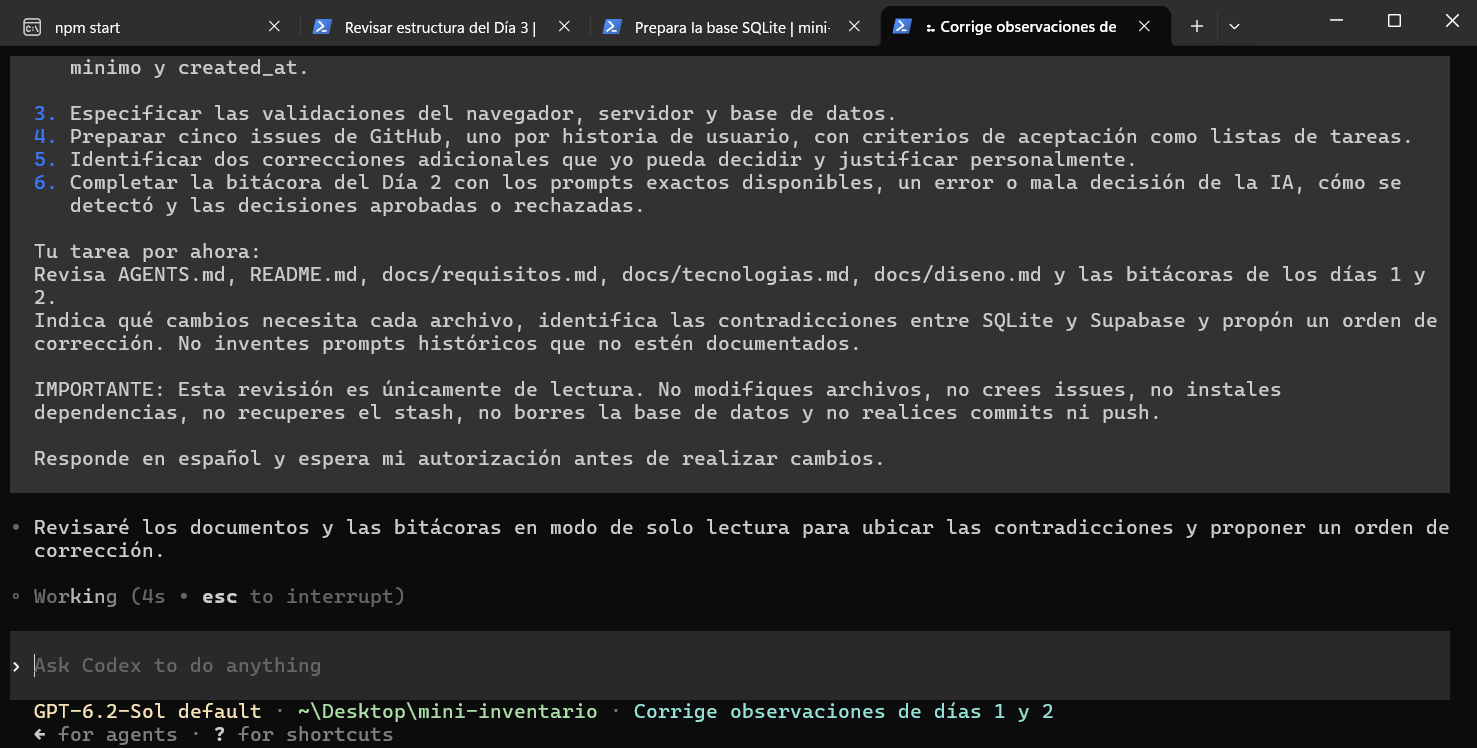 npm start
Revisar estructura del Día 3 |
Prepara la base SQLite | mini-
Corrige observaciones de
minimo y created_at.
3. Especificar las validaciones del navegador, servidor y base de datos.
4. Preparar cinco issues de GitHub, uno por historia de usuario, con criterios de aceptación como listas de tareas.
5. Identificar dos correcciones adicionales que yo pueda decidir y justificar personalmente.
6. Completar la bitácora del Día 2 con los prompts exactos disponibles, un error o mala decisión de la IA, cómo se
detectó y las decisiones aprobadas o rechazadas.
Tu tarea por ahora:
Revisa AGENTS.md, README.md, docs/requisitos.md, docs/tecnologias.md, docs/diseno.md y las bitácoras de los días 1 y
2.
Indica qué cambios necesita cada archivo, identifica las contradicciones entre SQLite y Supabase y propón un orden de
corrección. No inventes prompts históricos que no estén documentados.
IMPORTANTE: Esta revisión es únicamente de lectura. No modifiques archivos, no crees issues, no instales
dependencias, no recuperes el stash, no borres la base de datos y no realices commits ni push.
Responde en español y espera mi autorización antes de realizar cambios.
• Revisaré los documentos y las bitácoras en modo de solo lectura para ubicar las contradicciones y proponer un orden de
corrección.
◦ Working (4s • esc to interrupt)
› Ask Codex to do anything
GPT-6.2-Sol default · ~\Desktop\mini-inventario · Corrige observaciones de días 1 y 2
← for agents · ? for shortcuts